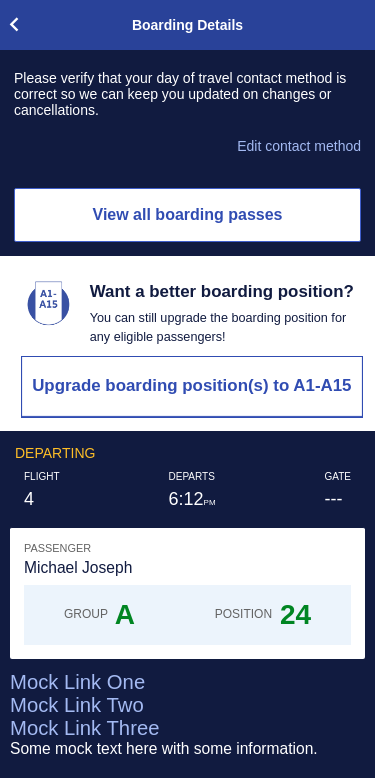 Boarding Details
Please verify that your day of travel contact method is
correct so we can keep you updated on changes or
cancellations.
Edit contact method
View all boarding passes
A1-
A15
Want a better boarding position?
You can still upgrade the boarding position for
any eligible passengers!
Upgrade boarding position(s) to A1-A15
DEPARTING
FLIGHT DEPARTS GATE
4 6:12PM ---
PASSENGER
Michael Joseph
GROUP A POSITION 24
Mock Link One
Mock Link Two
Mock Link Three
Some mock text here with some information.